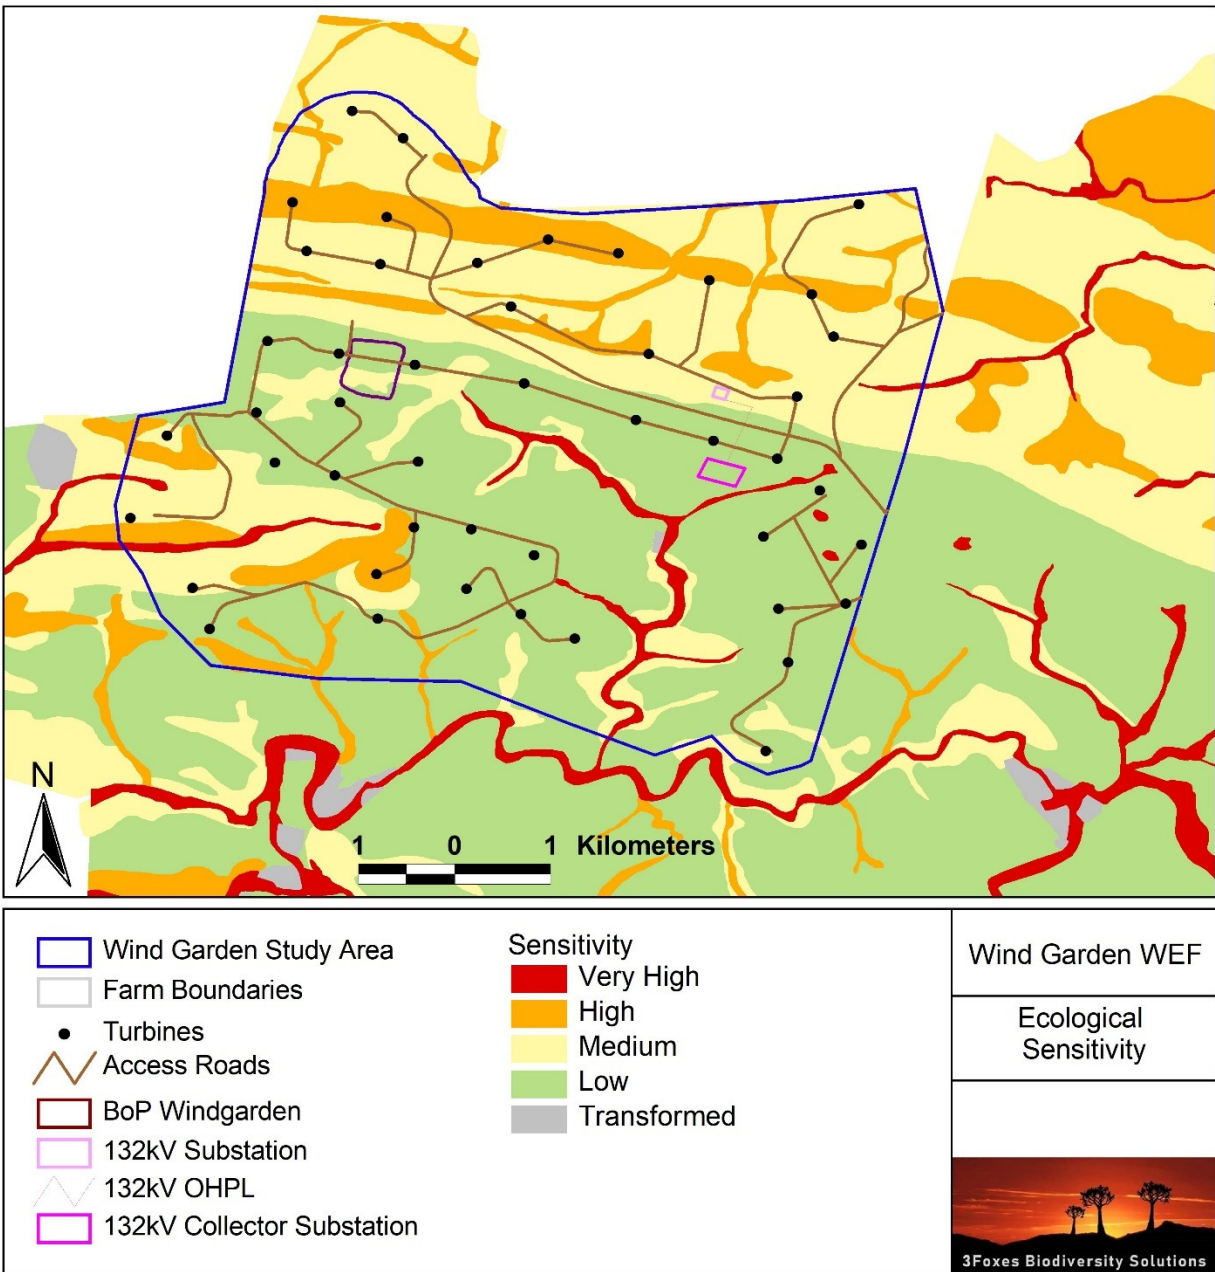 N
1 0 1 Kilometers
Wind Garden Study Area
Farm Boundaries
Turbines
Access Roads
BoP Windgarden
132kV Substation
132kV OHPL
132kV Collector Substation
Sensitivity
Very High
High
Medium
Low
Transformed
Wind Garden WEF
Ecological
Sensitivity
3Foxes Biodiversity Solutions